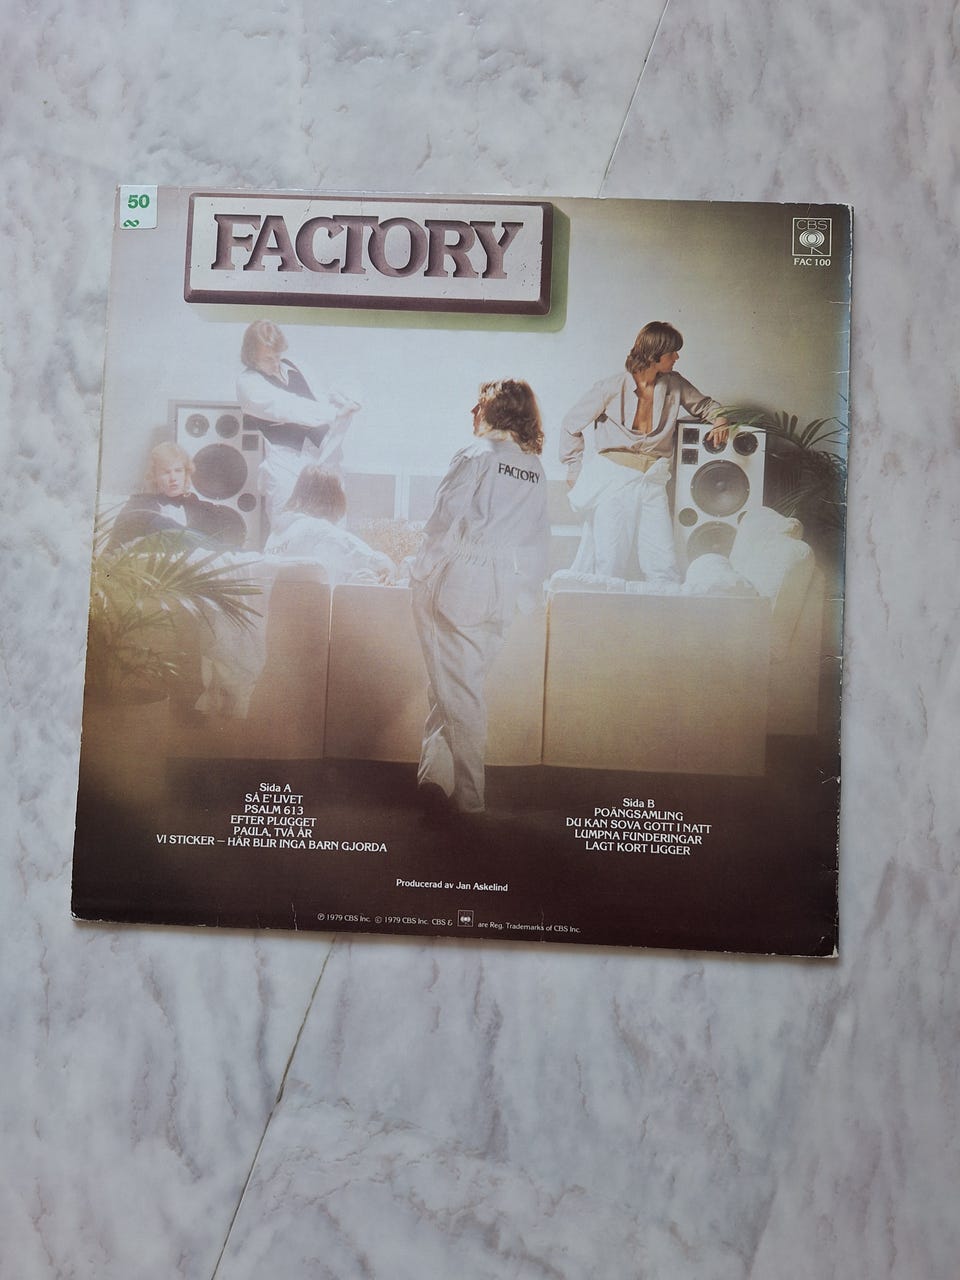 50
FACTORY
CBS
FAC 100
FACTORY
Sida A
SÅ E' LIVET
PSALM 613
EFTER PLUGGET
PAULA, TVÅ ÅR
VI STICKER – HÄR BLIR INGA BARN GJORDA
Sida B
POÄNGSAMLING
DU KAN SOVA GOTT I NATT
LUMPNA FUNDERINGAR
LAGT KORT LIGGER
Producerad av Jan Askelind
℗ 1979 CBS Inc. © 1979 CBS Inc. CBS & are Reg. Trademarks of CBS Inc.